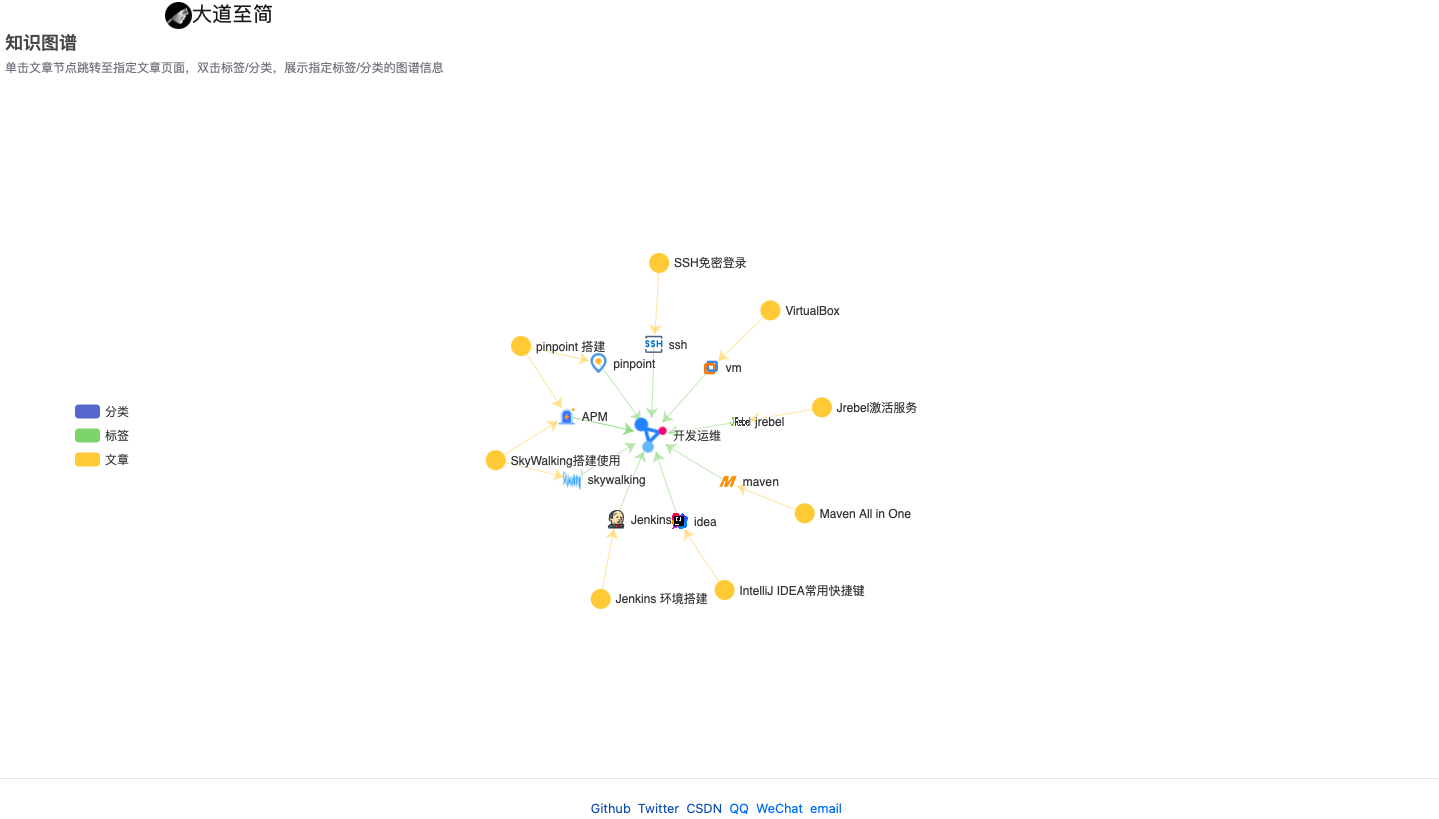 大道至简
知识图谱
单击文章节点跳转至指定文章页面，双击标签/分类，展示指定标签/分类的图谱信息
SSH免密登录
VirtualBox
pinpoint 搭建
SSH
ssh
pinpoint
vm
Jrebel激活服务
分类
APM
jrebel
标签
开发运维
文章
SkyWalking搭建使用
skywalking
maven
Maven All in One
Jenkins
idea
IntelliJ IDEA常用快捷键
Jenkins 环境搭建
Github Twitter CSDN QQ WeChat email